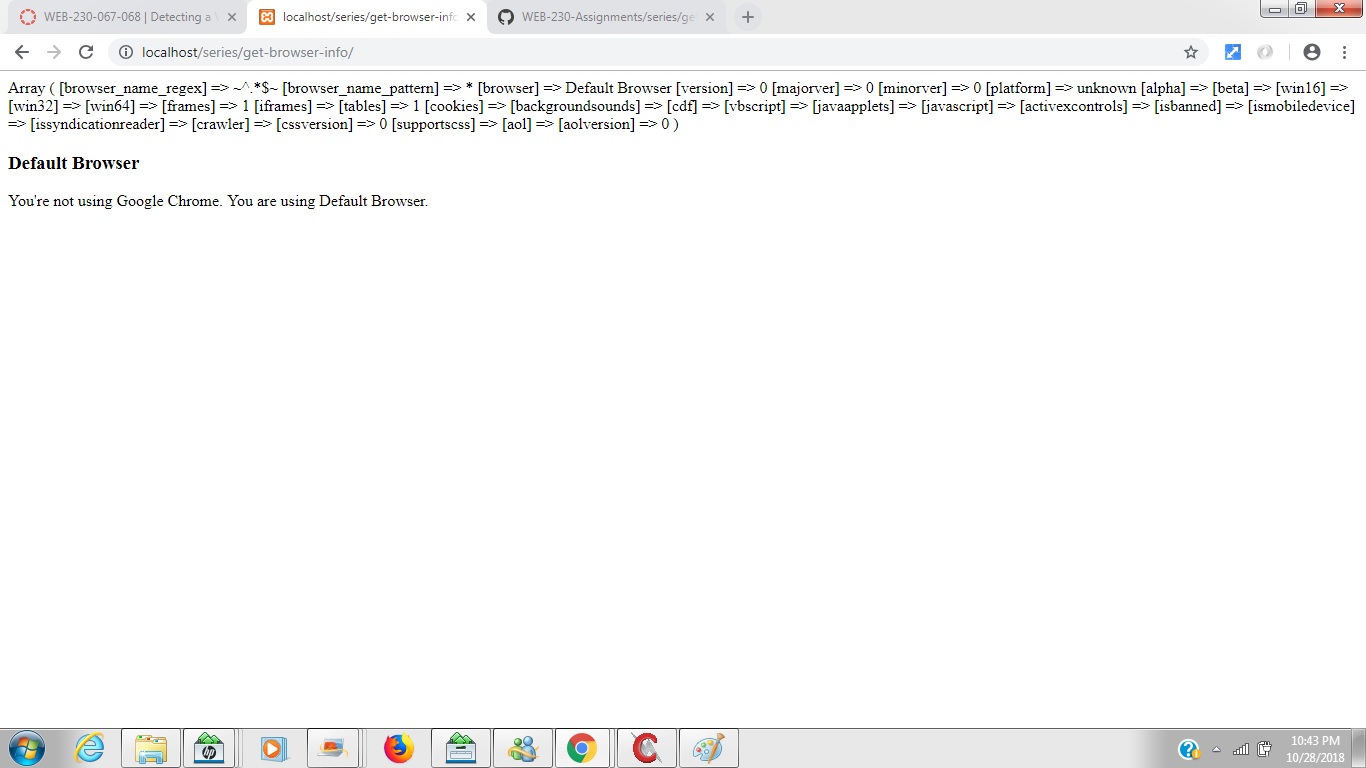 WEB-230-067-068 | Detecting a
localhost/series/get-browser-info
WEB-230-Assignments/series/ge
localhost/series/get-browser-info/
Array ( [browser_name_regex] => ~^.*$~ [browser_name_pattern] => * [browser] => Default Browser [version] => 0 [majorver] => 0 [minorver] => 0 [platform] => unknown [alpha] => [beta] => [win16] =>
[win32] => [win64] => [frames] => 1 [iframes] => [tables] => 1 [cookies] => [backgroundsounds] => [cdf] => [vbscript] => [javaapplets] => [javascript] => [activexcontrols] => [isbanned] => [ismobiledevice]
=> [issyndicationreader] => [crawler] => [cssversion] => 0 [supportscss] => [aol] => [aolversion] => 0 )
Default Browser
You're not using Google Chrome. You are using Default Browser.
hp
10:43 PM
10/28/2018